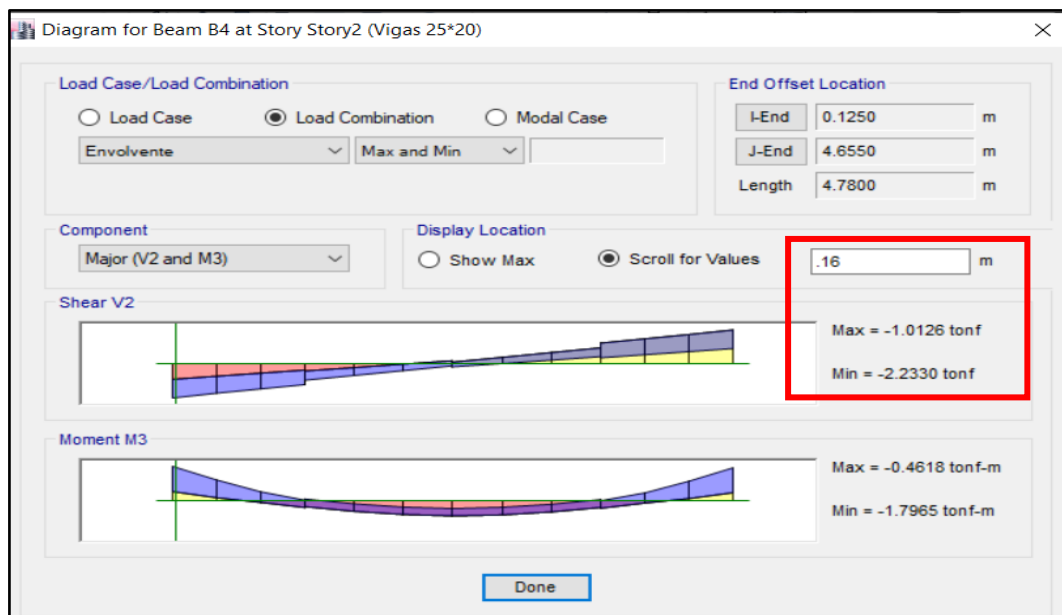 Diagram for Beam B4 at Story Story2 (Vigas 25*20)
Load Case/Load Combination
Load Case
Load Combination
Modal Case
Envolvente
Max and Min
End Offset Location
I-End 0.1250 m
J-End 4.6550 m
Length 4.7800 m
Component
Major (V2 and M3)
Display Location
Show Max
Scroll for Values
.16 m
Shear V2
Max = -1.0126 tonf
Min = -2.2330 tonf
Moment M3
Max = -0.4618 tonf-m
Min = -1.7965 tonf-m
Done